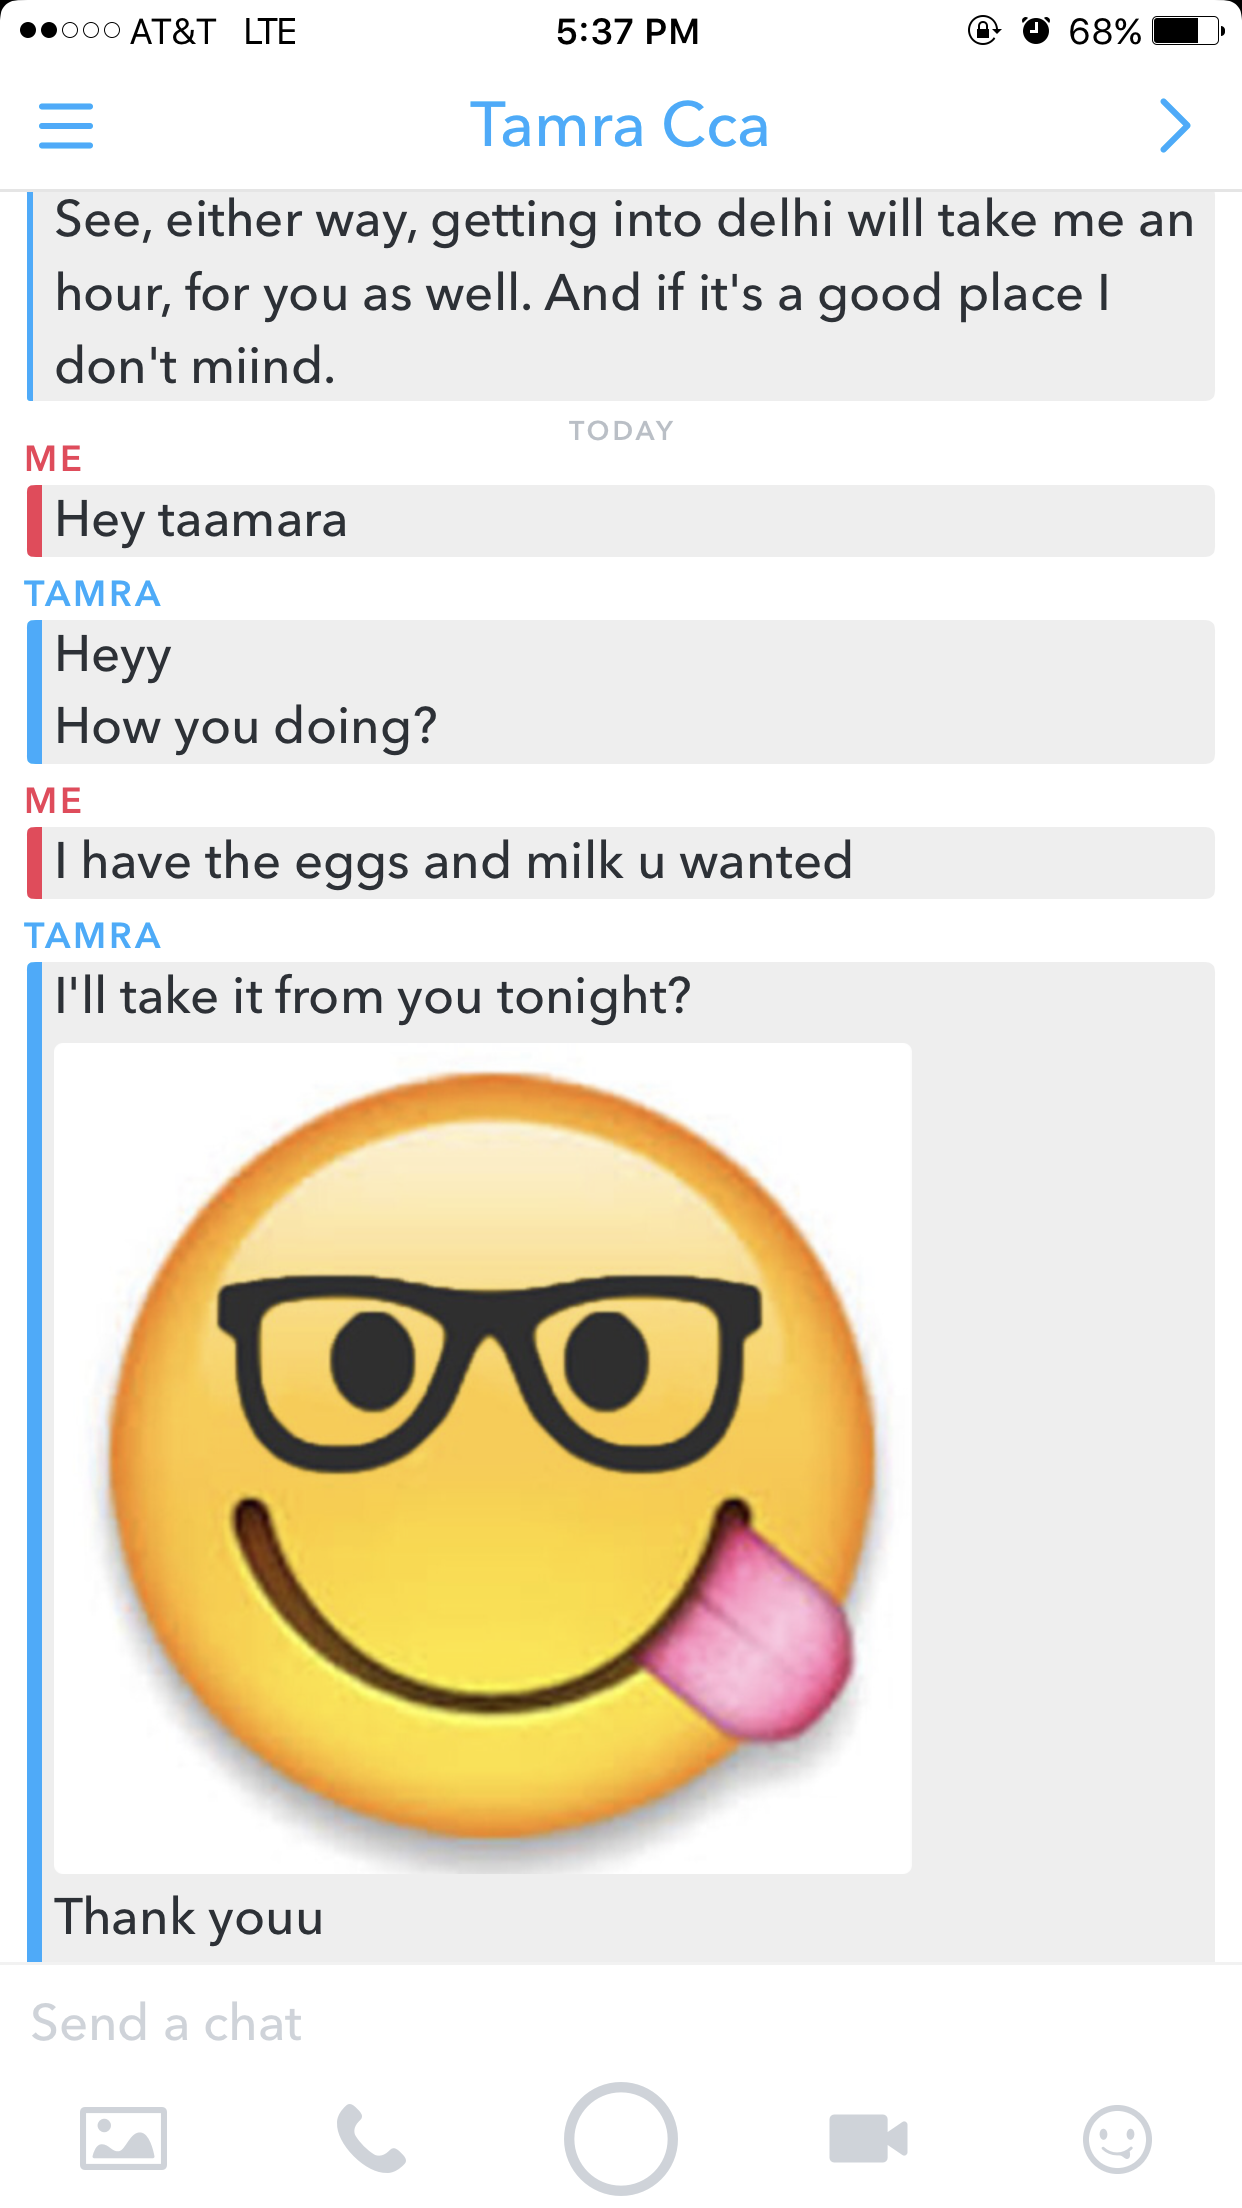 AT&T LTE 5:37 PM 68%
Tamra Cca
See, either way, getting into delhi will take me an
hour, for you as well. And if it's a good place I
don't miind.
TODAY
ME
Hey taamara
TAMRA
Heyy
How you doing?
ME
I have the eggs and milk u wanted
TAMRA
I'll take it from you tonight?
Thank youu
Send a chat